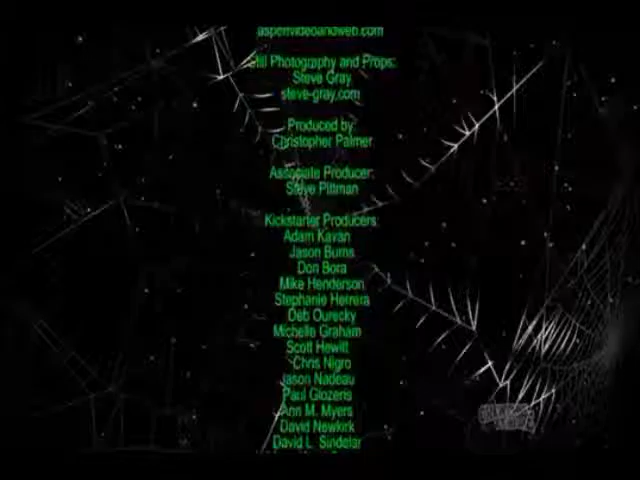 aspenvideoandweb.com
Still Photography and Props:
Steve Gray
steve-gray.com
Produced by:
Christopher Palmer
Associate Producer:
Steve Pittman
Kickstarter Producers:
Adam Kavan
Jason Burns
Don Bora
Mike Henderson
Stephanie Herrera
Deb Ourecky
Michelle Graham
Scott Hewitt
Chris Nigro
Jason Nadeau
Paul Glozeris
Ann M. Myers
David Newkirk
David L. Sindelar